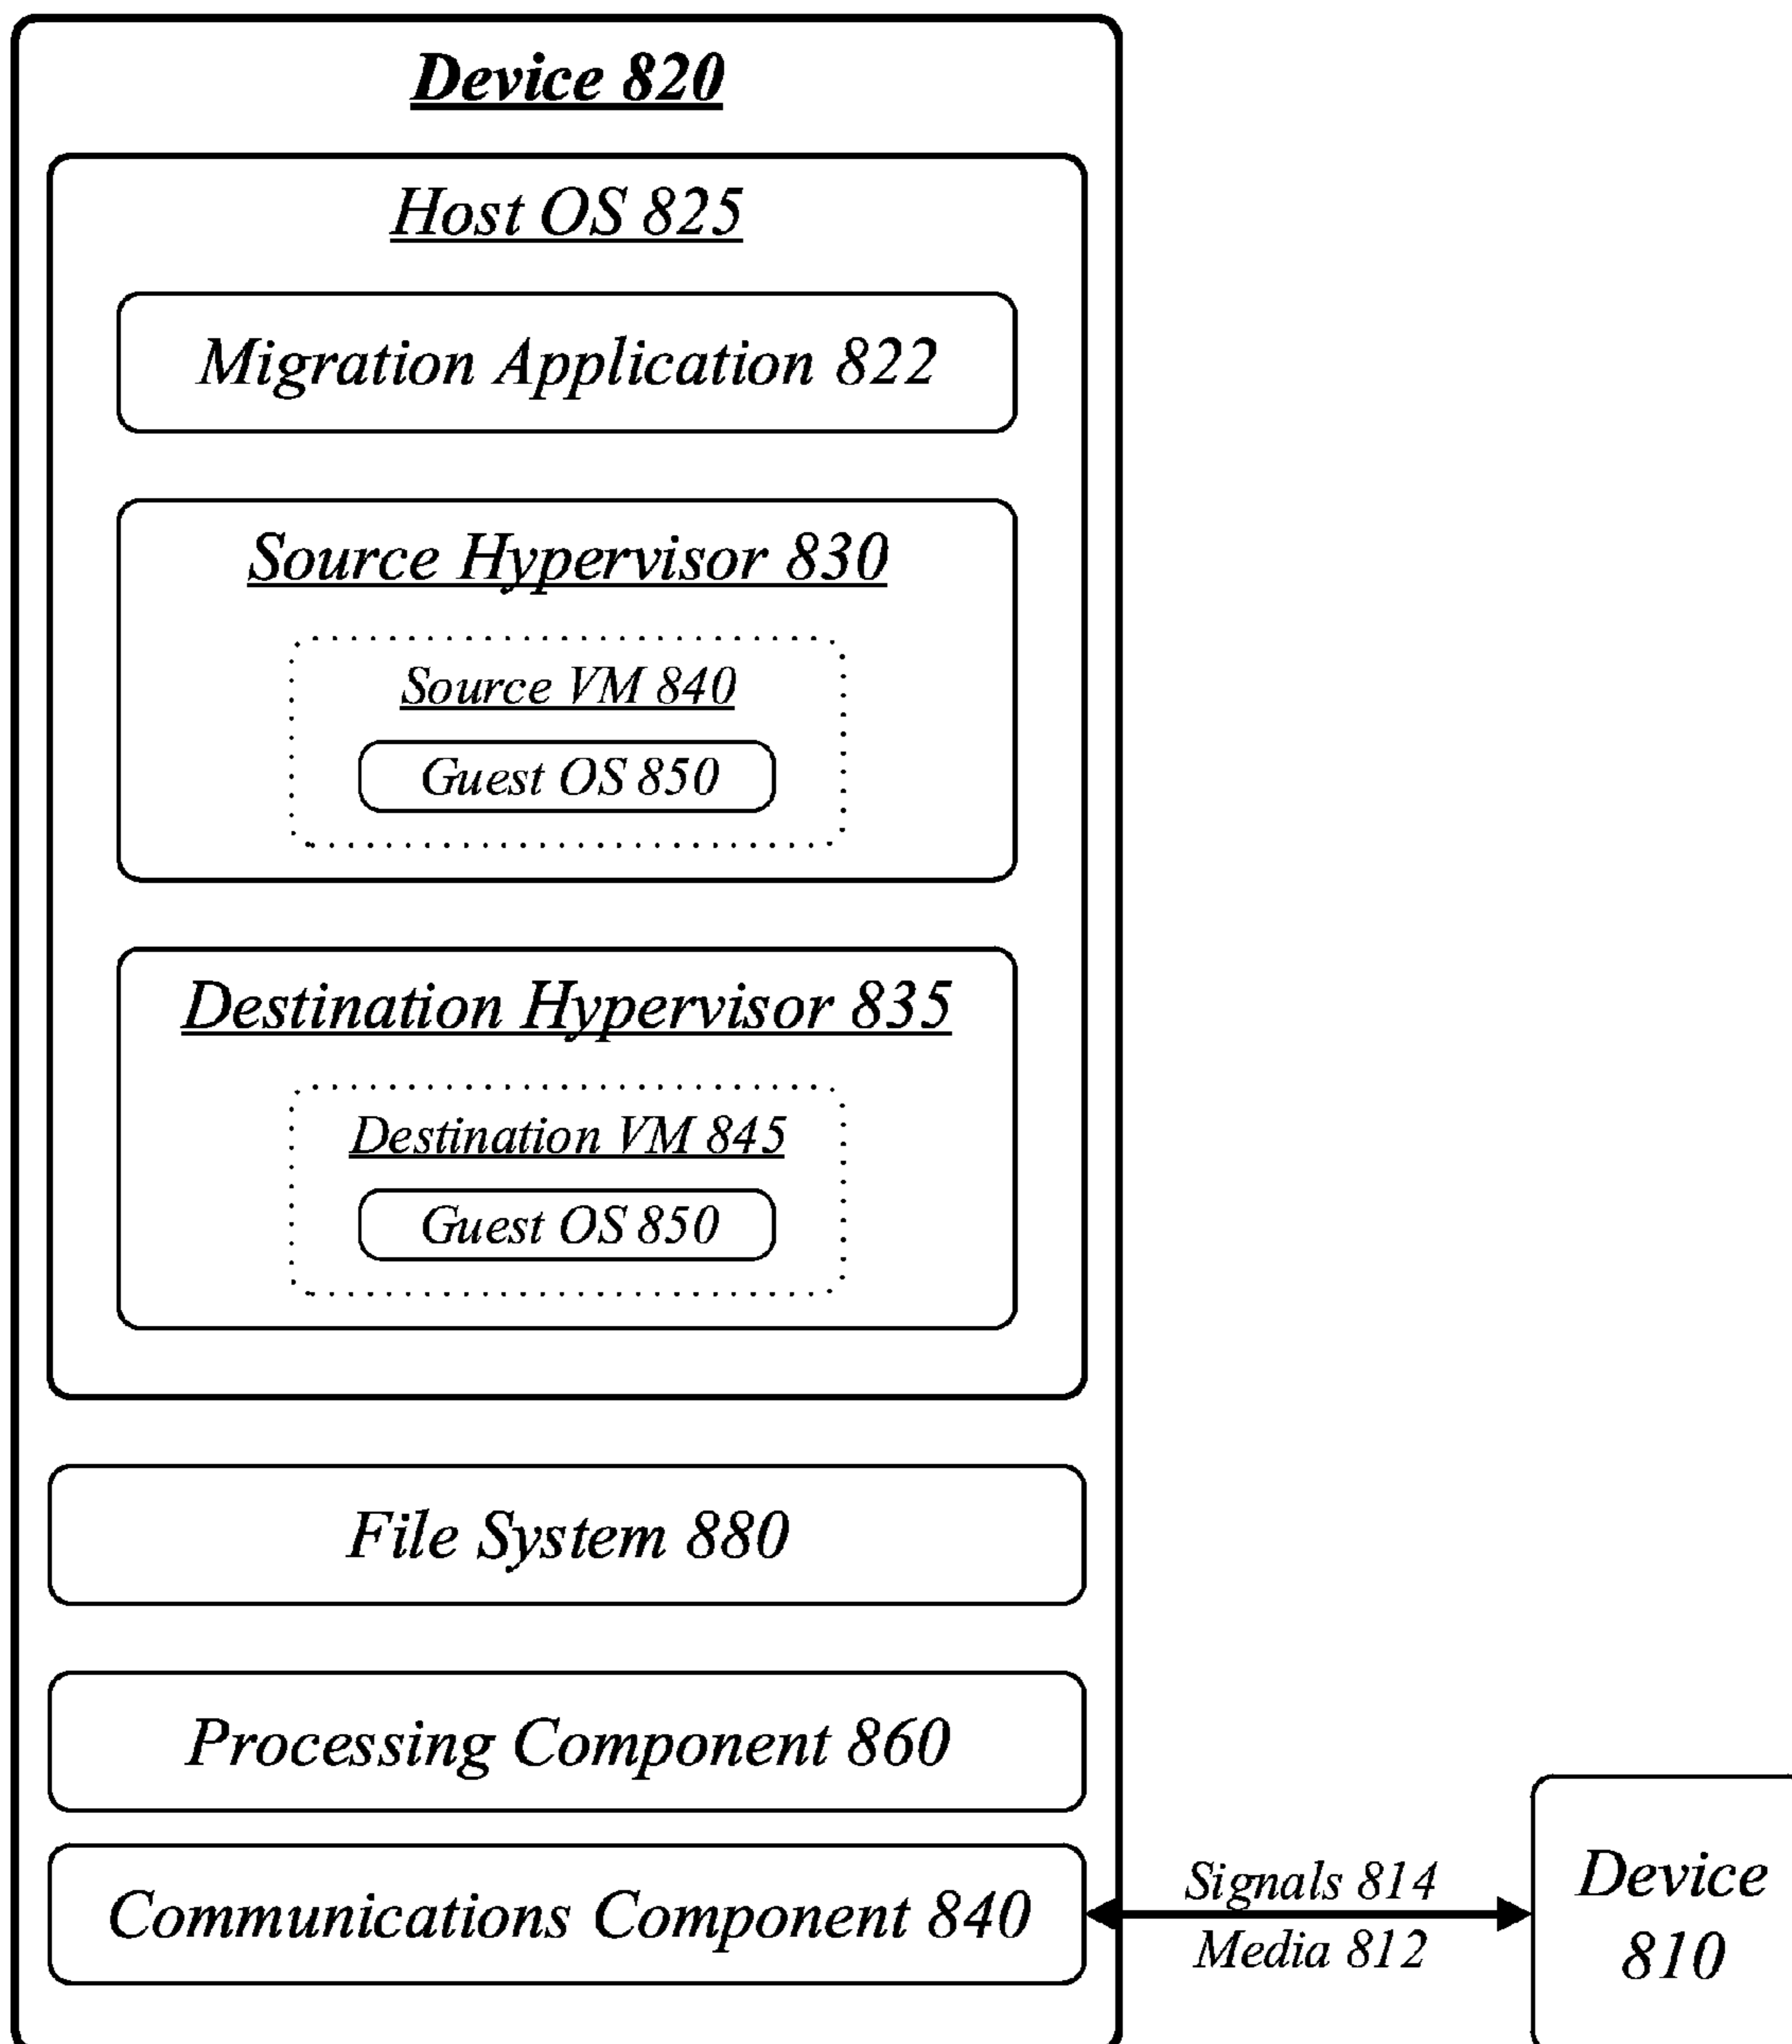 Device 820
Host OS 825
Migration Application 822
Source Hypervisor 830
Source VM 840
Guest OS 850
Destination Hypervisor 835
Destination VM 845
Guest OS 850
File System 880
Processing Component 860
Communications Component 840
Signals 814
Media 812
Device
810